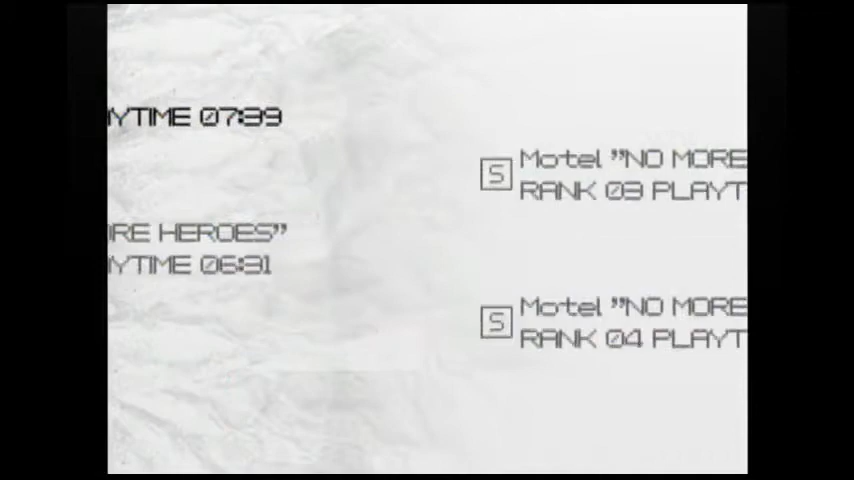 YTIME 07:39
RE HEROES”
YTIME 06:31
S
Motel ”NO MORE
RANK 03 PLAYT
S
Motel ”NO MORE
RANK 04 PLAYT